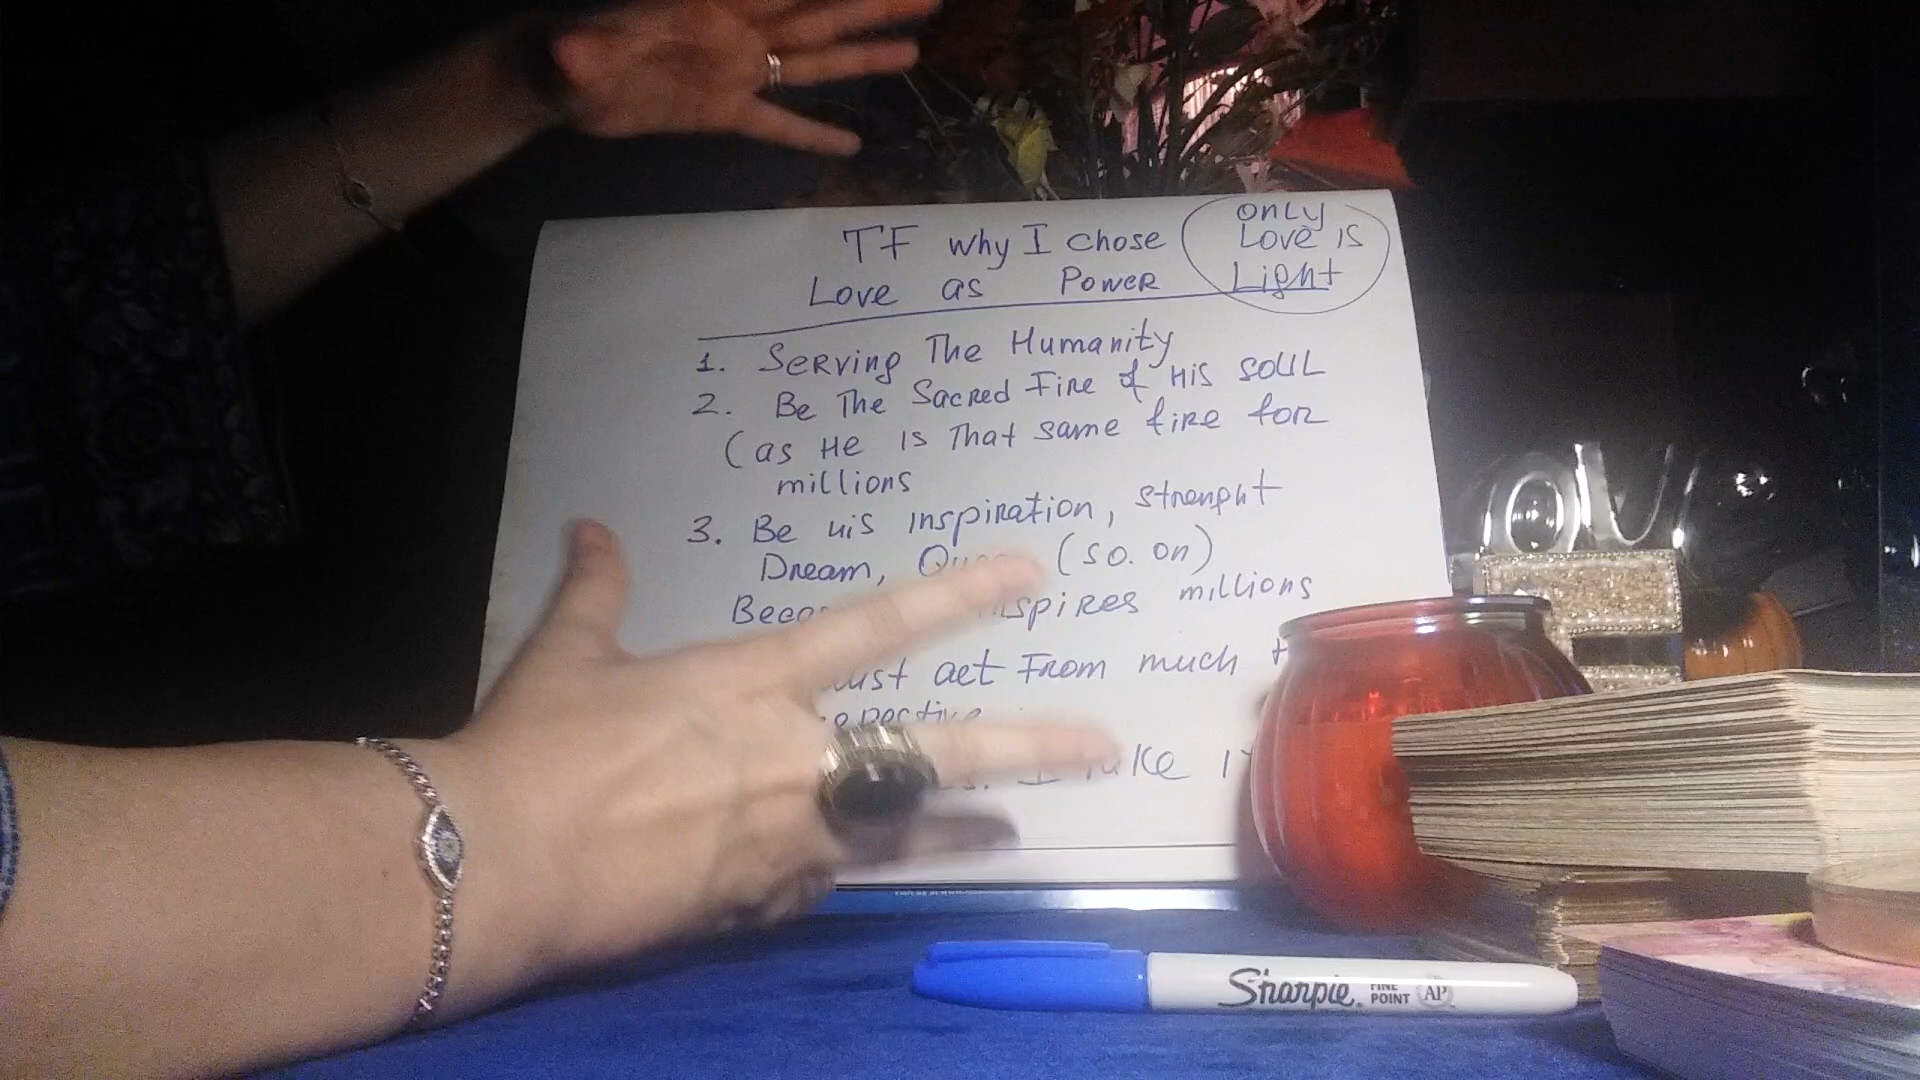 TF why I chose
Love as Power
only
Love is
Light
1. Serving The Humanity
2. Be The Sacred Fire of His SOUL
(as He is That same fire for
millions
3. Be his inspiration, strenght
Dream, (so. on)
millions
act From much
I
Sharpie. FINE
POINT AP
LOVE